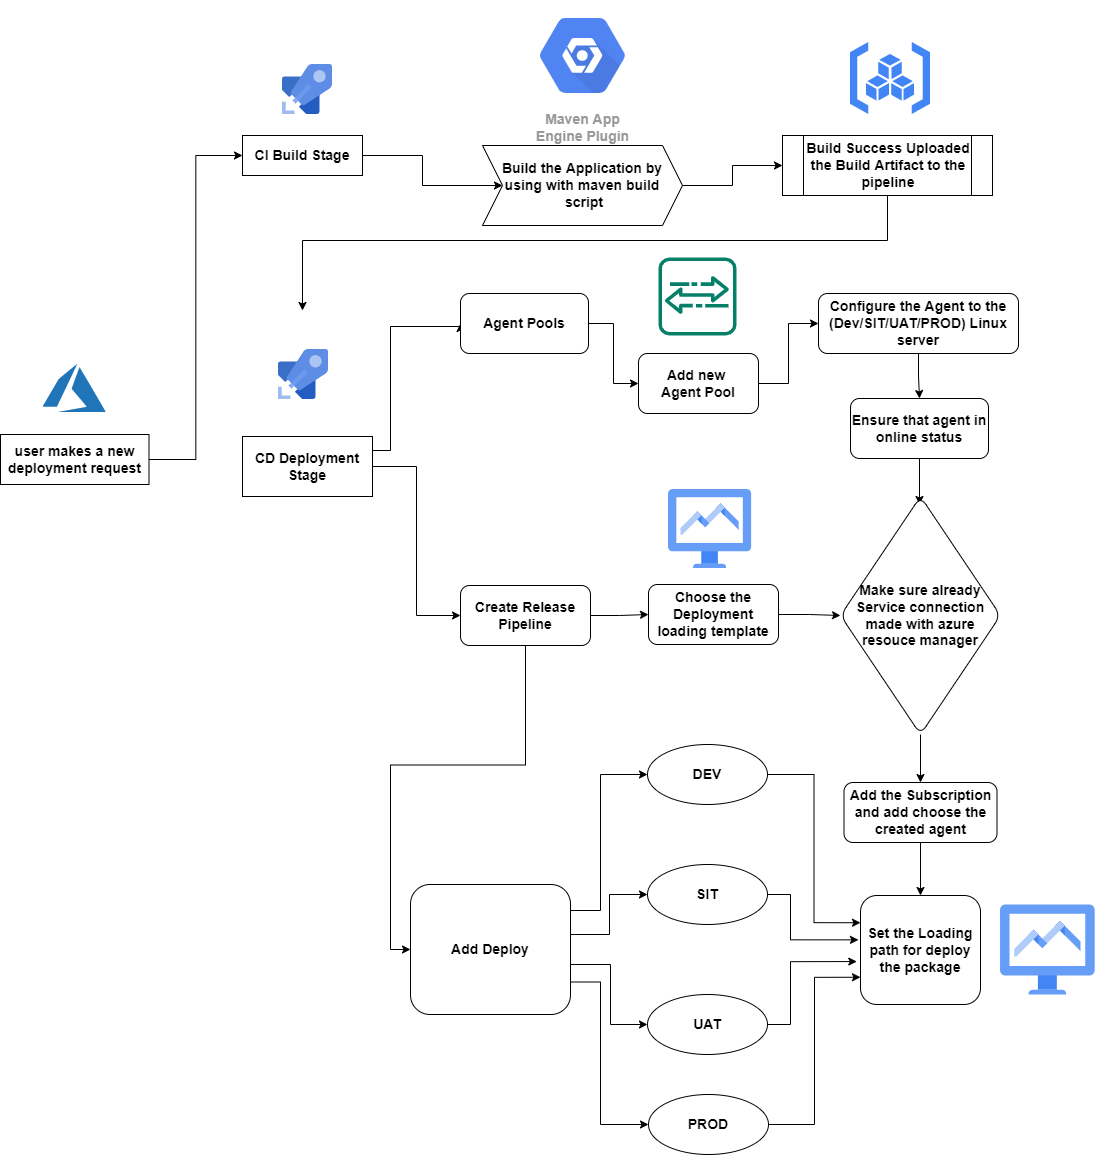 Maven App
Engine Plugin
CI Build Stage
Build the Application by
using with maven build
script
Build Success Uploaded
the Build Artifact to the
pipeline
Agent Pools
Add new
Agent Pool
Configure the Agent to the
(Dev/SIT/UAT/PROD) Linux
server
Ensure that agent in
online status
user makes a new
deployment request
CD Deployment
Stage
Create Release
Pipeline
Choose the
Deployment
loading template
Make sure already
Service connection
made with azure
resouce manager
DEV
Add the Subscription
and add choose the
created agent
SIT
Add Deploy
Set the Loading
path for deploy
the package
UAT
PROD